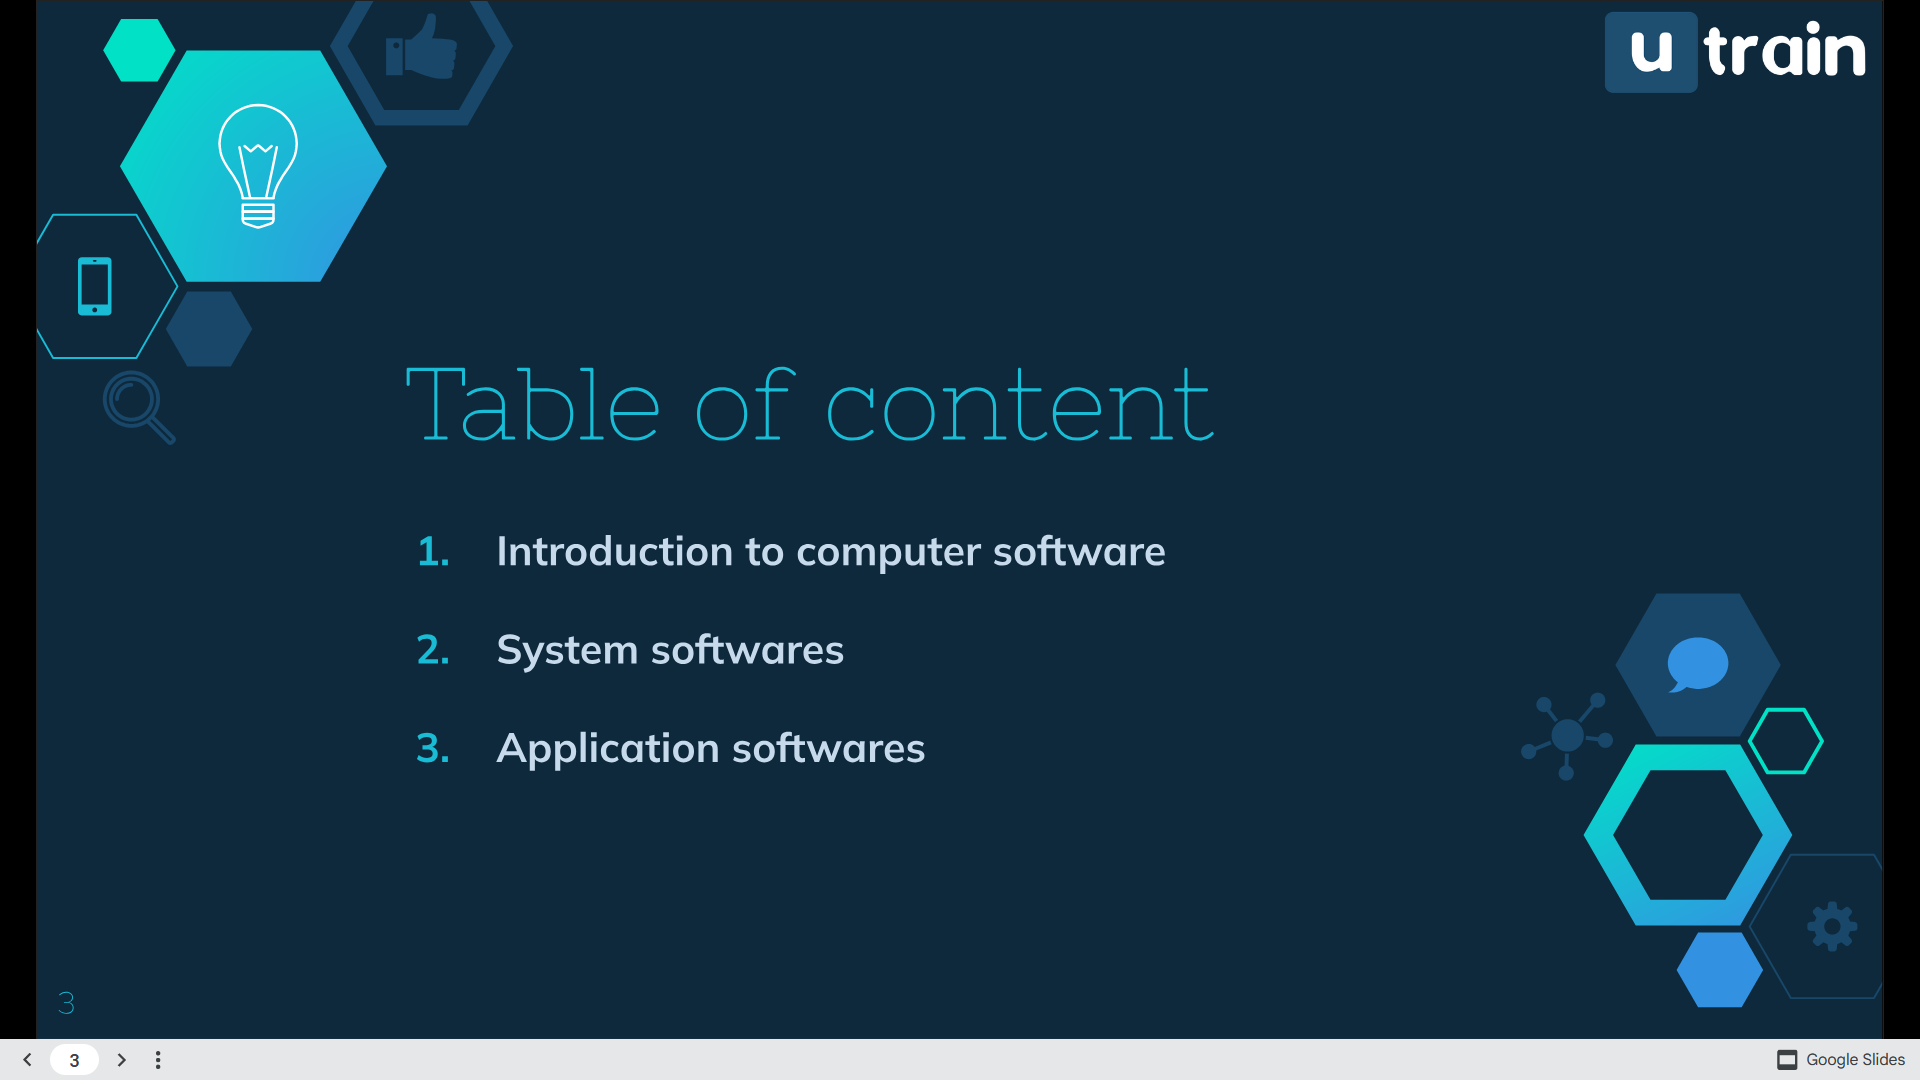 u train
Table of content
1. Introduction to computer software
2. System softwares
3. Application softwares
3
3
Google Slides